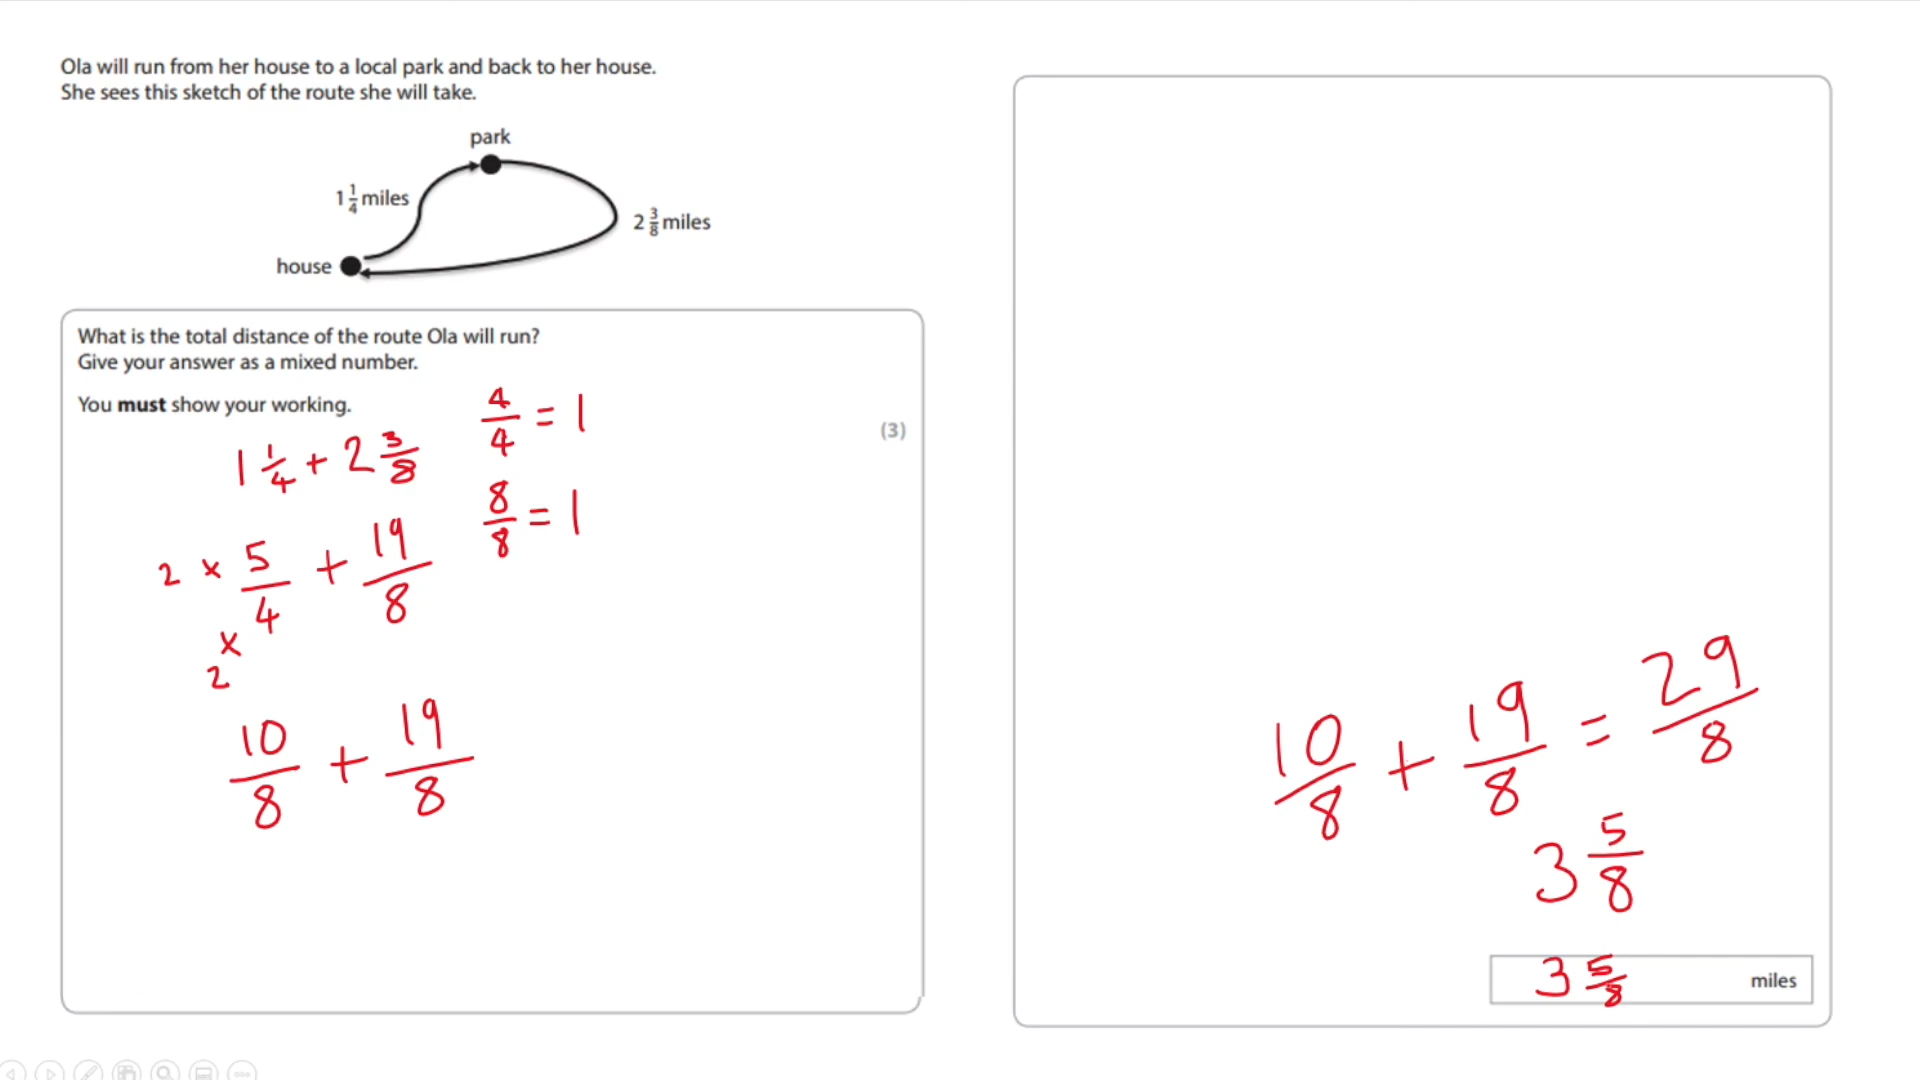 Ola will run from her house to a local park and back to her house.
She sees this sketch of the route she will take.
park
1 1/4 miles
2 3/8 miles
house
What is the total distance of the route Ola will run?
Give your answer as a mixed number.
You must show your working.
(3)
1 1/4 + 2 3/8
4/4 = 1
8/8 = 1
2 × 5/4 + 19/8
× 2
10/8 + 19/8
10/8 + 19/8 = 29/8
3 5/8
3 5/8 miles